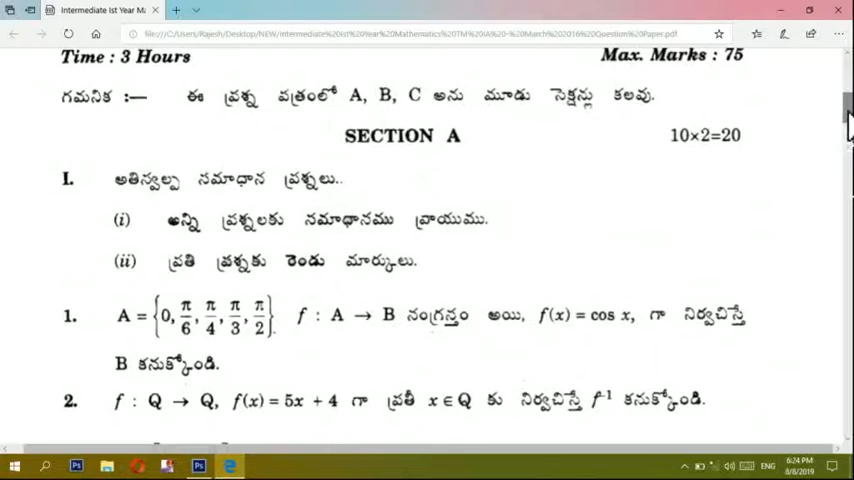 Intermediate Ist Year Ma
file:///C:/Users/Rajesh/Desktop/NEW/Intermediate%20Ist%20Year%20Mathematics%20TM%20IA%20-%20March%202016%20Question%20Paper.pdf
Time : 3 Hours Max. Marks : 75
గమనిక :— ఈ ప్రశ్న పత్రంలో A, B, C అను మూడు సెక్షన్లు కలవు.
SECTION A 10×2=20
I. అతిస్వల్ప సమాధాన ప్రశ్నలు..
(i) అన్ని ప్రశ్నలకు సమాధానము వ్రాయుము.
(ii) ప్రతి ప్రశ్నకు రెండు మార్కులు.
1. A = {0, π/6, π/4, π/3, π/2} f : A → B సంగ్రస్తం అయి, f(x) = cos x, గా నిర్వచిస్తే
B కనుక్కోండి.
2. f : Q → Q, f(x) = 5x + 4 గా ప్రతీ x ∈ Q కు నిర్వచిస్తే f⁻¹ కనుక్కోండి.
ENG
6:24 PM
8/8/2019